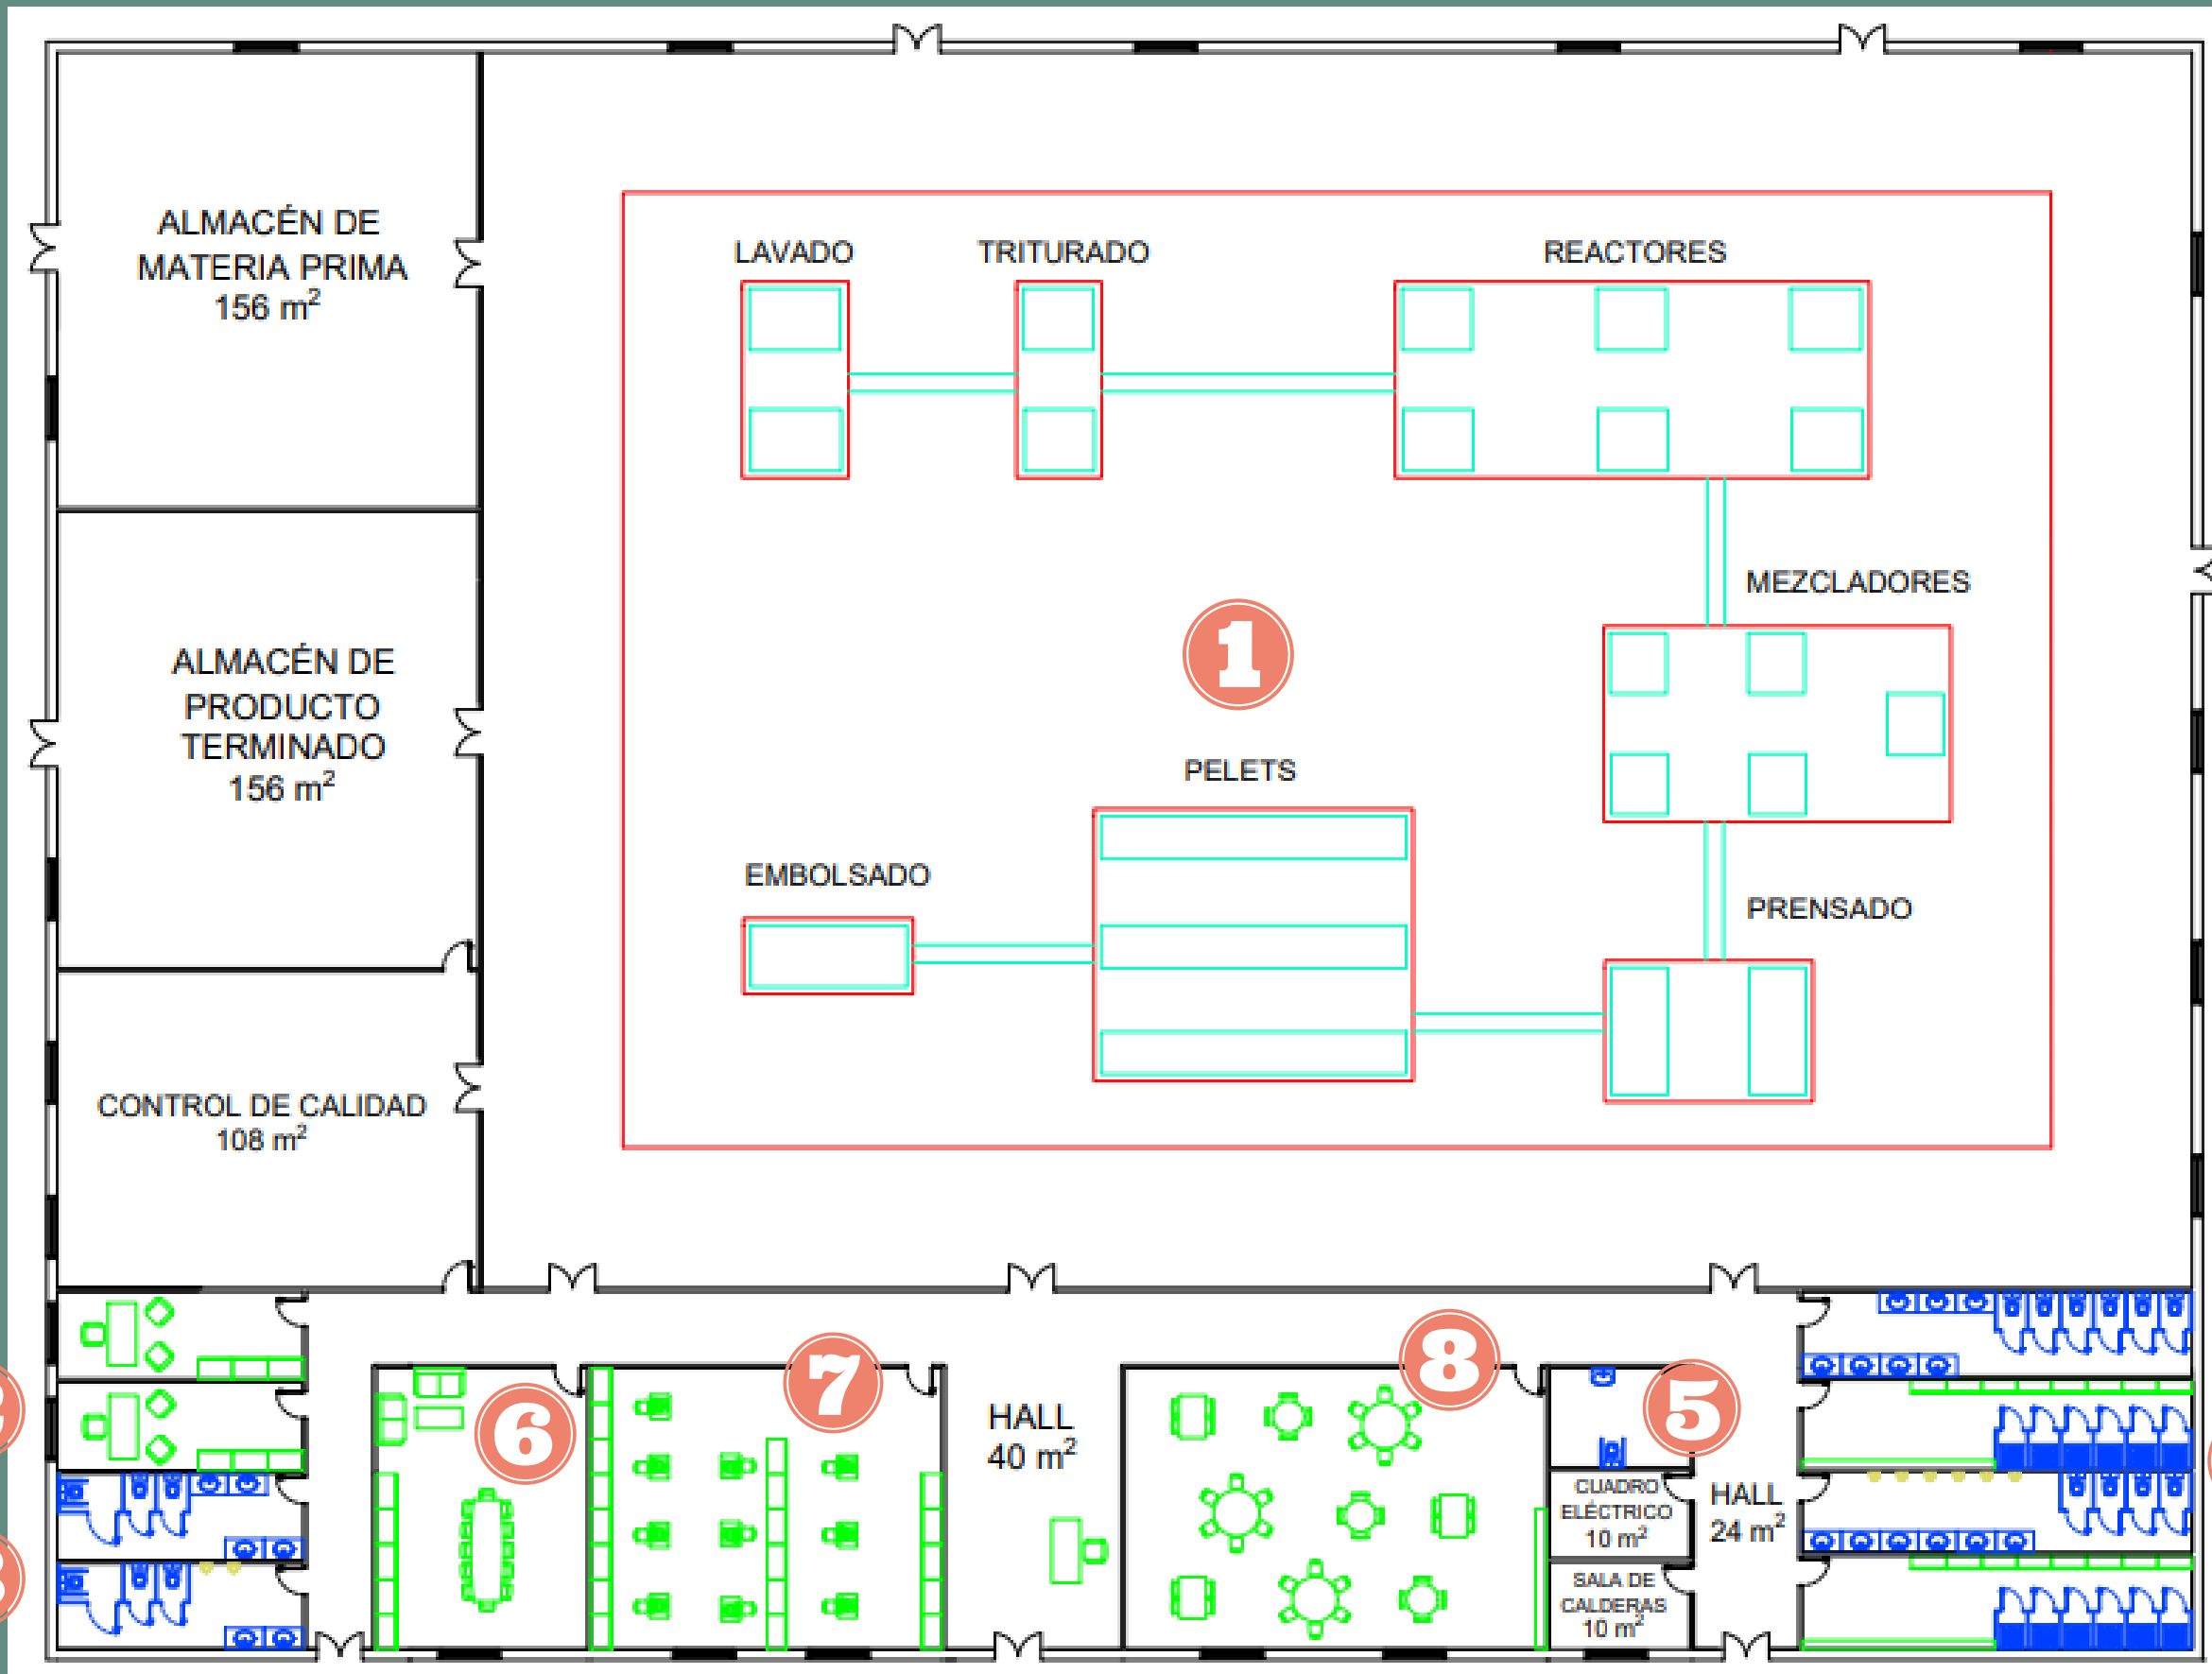 ALMACÉN DE
MATERIA PRIMA
156 m²
LAVADO
TRITURADO
REACTORES
MEZCLADORES
1
ALMACÉN DE
PRODUCTO
TERMINADO
156 m²
PELETS
EMBOLSADO
PRENSADO
CONTROL DE CALIDAD
108 m²
6
7
HALL
40 m²
8
5
CUADRO
ELÉCTRICO
10 m²
HALL
24 m²
SALA DE
CALDERAS
10 m²